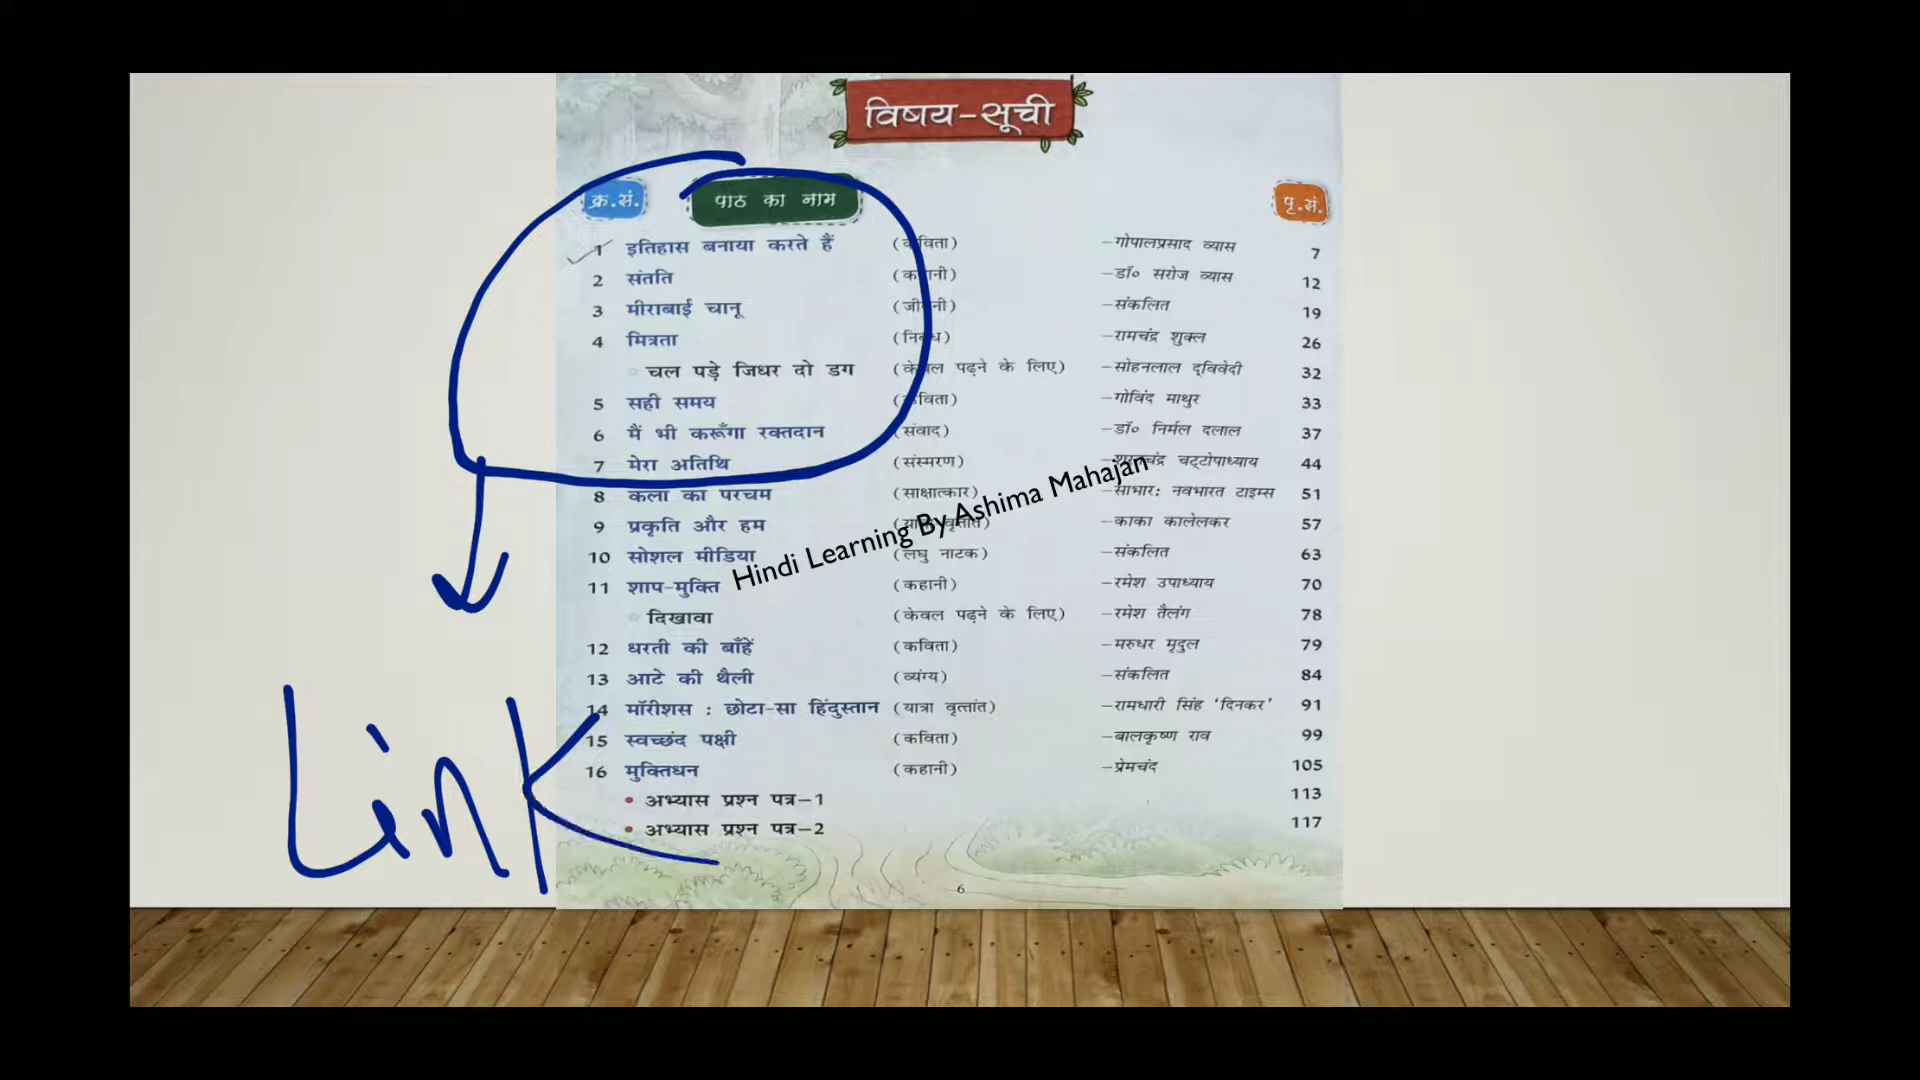 विषय-सूची
क्र.सं. पाठ का नाम पृ.सं.
1 इतिहास बनाया करते हैं (कविता) -गोपालप्रसाद व्यास 7
2 संतति (कहानी) -डॉ० सरोज व्यास 12
3 मीराबाई चानू (जीवनी) -संकलित 19
4 मित्रता (निबंध) -रामचंद्र शुक्ल 26
चल पड़े जिधर दो डग (केवल पढ़ने के लिए) -सोहनलाल द्विवेदी 32
5 सही समय (कविता) -गोविंद माथुर 33
6 मैं भी करूँगा रक्तदान (संवाद) -डॉ० निर्मल दलाल 37
7 मेरा अतिथि (संस्मरण) -शरतचंद्र चट्टोपाध्याय 44
8 कला का परचम (साक्षात्कार) -साभार: नवभारत टाइम्स 51
9 प्रकृति और हम (यात्रा वृत्तांत) -काका कालेलकर 57
10 सोशल मीडिया (लघु नाटक) -संकलित 63
11 शाप-मुक्ति (कहानी) -रमेश उपाध्याय 70
दिखावा (केवल पढ़ने के लिए) -रमेश तैलंग 78
12 धरती की बाँहें (कविता) -मरुधर मृदुल 79
13 आटे की थैली (व्यंग्य) -संकलित 84
14 मॉरीशस : छोटा-सा हिंदुस्तान (यात्रा वृत्तांत) -रामधारी सिंह 'दिनकर' 91
15 स्वच्छंद पक्षी (कविता) -बालकृष्ण राव 99
16 मुक्तिधन (कहानी) -प्रेमचंद 105
• अभ्यास प्रश्न पत्र-1 113
• अभ्यास प्रश्न पत्र-2 117
6
Hindi Learning By Ashima Mahajan
Link